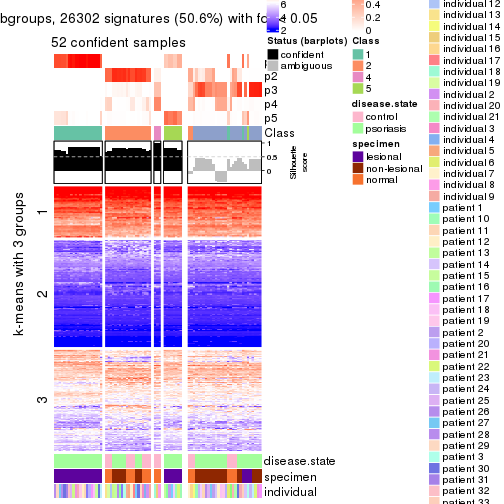 bgroups, 26302 signatures (50.6%) with fd < 0.05
52 confident samples
p2
p3
p4
p5
Class
1
0.5
0
Silhouette
score
k-means with 3 groups
1
2
3
disease.state
specimen
individual
6
4
2
Status (barplots)
confident
ambiguous
0.4
0.2
0
Class
1
2
4
5
disease.state
control
psoriasis
specimen
lesional
non-lesional
normal
individual 12
individual 13
individual 14
individual 15
individual 16
individual 17
individual 18
individual 19
individual 2
individual 20
individual 21
individual 3
individual 4
individual 5
individual 6
individual 7
individual 8
individual 9
patient 1
patient 10
patient 11
patient 12
patient 13
patient 14
patient 15
patient 16
patient 17
patient 18
patient 19
patient 2
patient 20
patient 21
patient 22
patient 23
patient 24
patient 25
patient 26
patient 27
patient 28
patient 29
patient 3
patient 30
patient 31
patient 32
patient 33